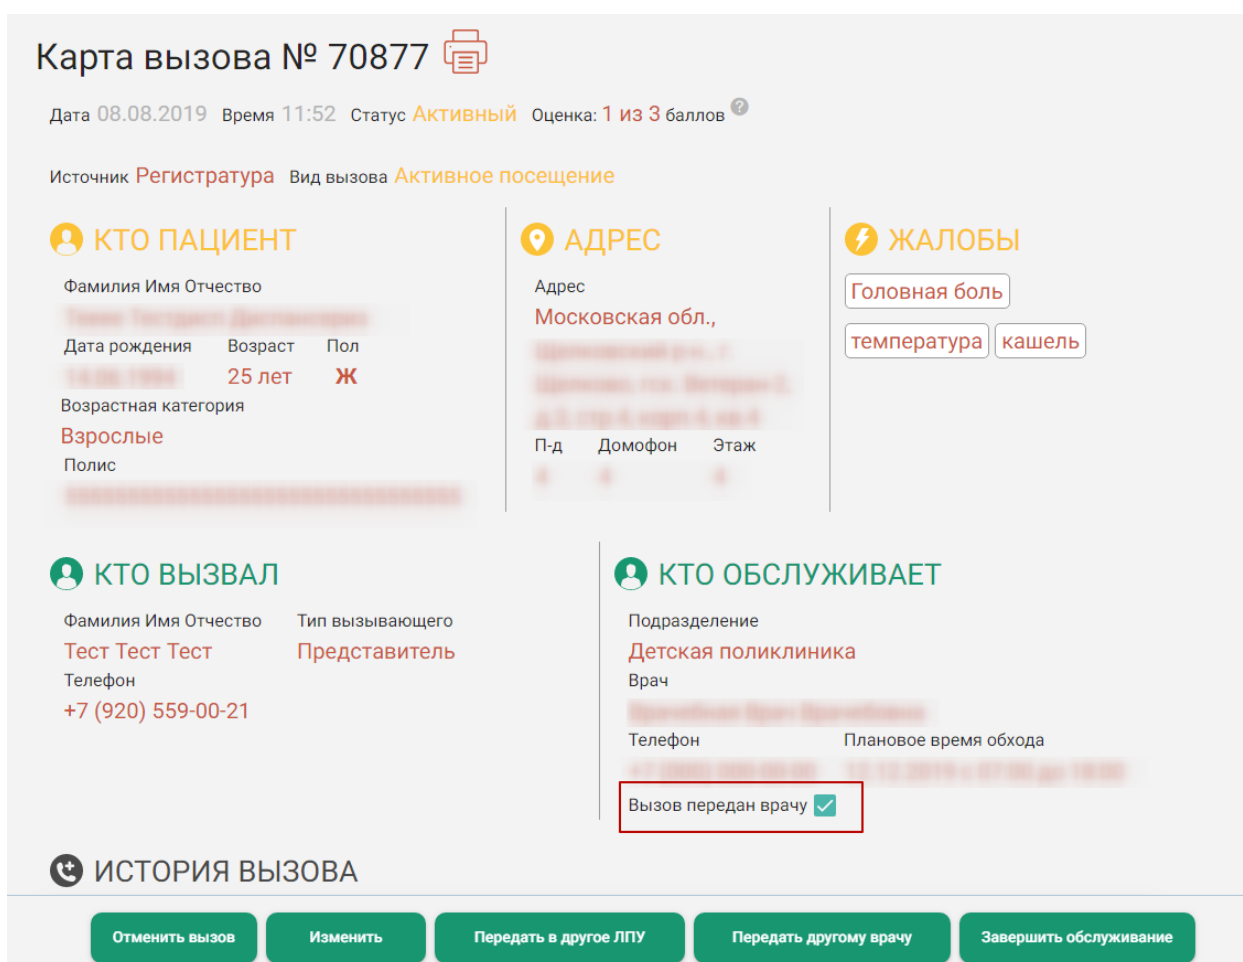 Карта вызова № 70877
Дата 08.08.2019 Время 11:52 Статус Активный Оценка: 1 из 3 баллов ?
Источник Регистратура Вид вызова Активное посещение
КТО ПАЦИЕНТ
Фамилия Имя Отчество
Дата рождения Возраст Пол
25 лет Ж
Возрастная категория
Взрослые
Полис
АДРЕС
Адрес
Московская обл.,
П-д Домофон Этаж
ЖАЛОБЫ
Головная боль
температура кашель
КТО ВЫЗВАЛ
Фамилия Имя Отчество Тип вызывающего
Тест Тест Тест Представитель
Телефон
+7 (920) 559-00-21
КТО ОБСЛУЖИВАЕТ
Подразделение
Детская поликлиника
Врач
Телефон Плановое время обхода
Вызов передан врачу
ИСТОРИЯ ВЫЗОВА
Отменить вызов Изменить Передать в другое ЛПУ Передать другому врачу Завершить обслуживание